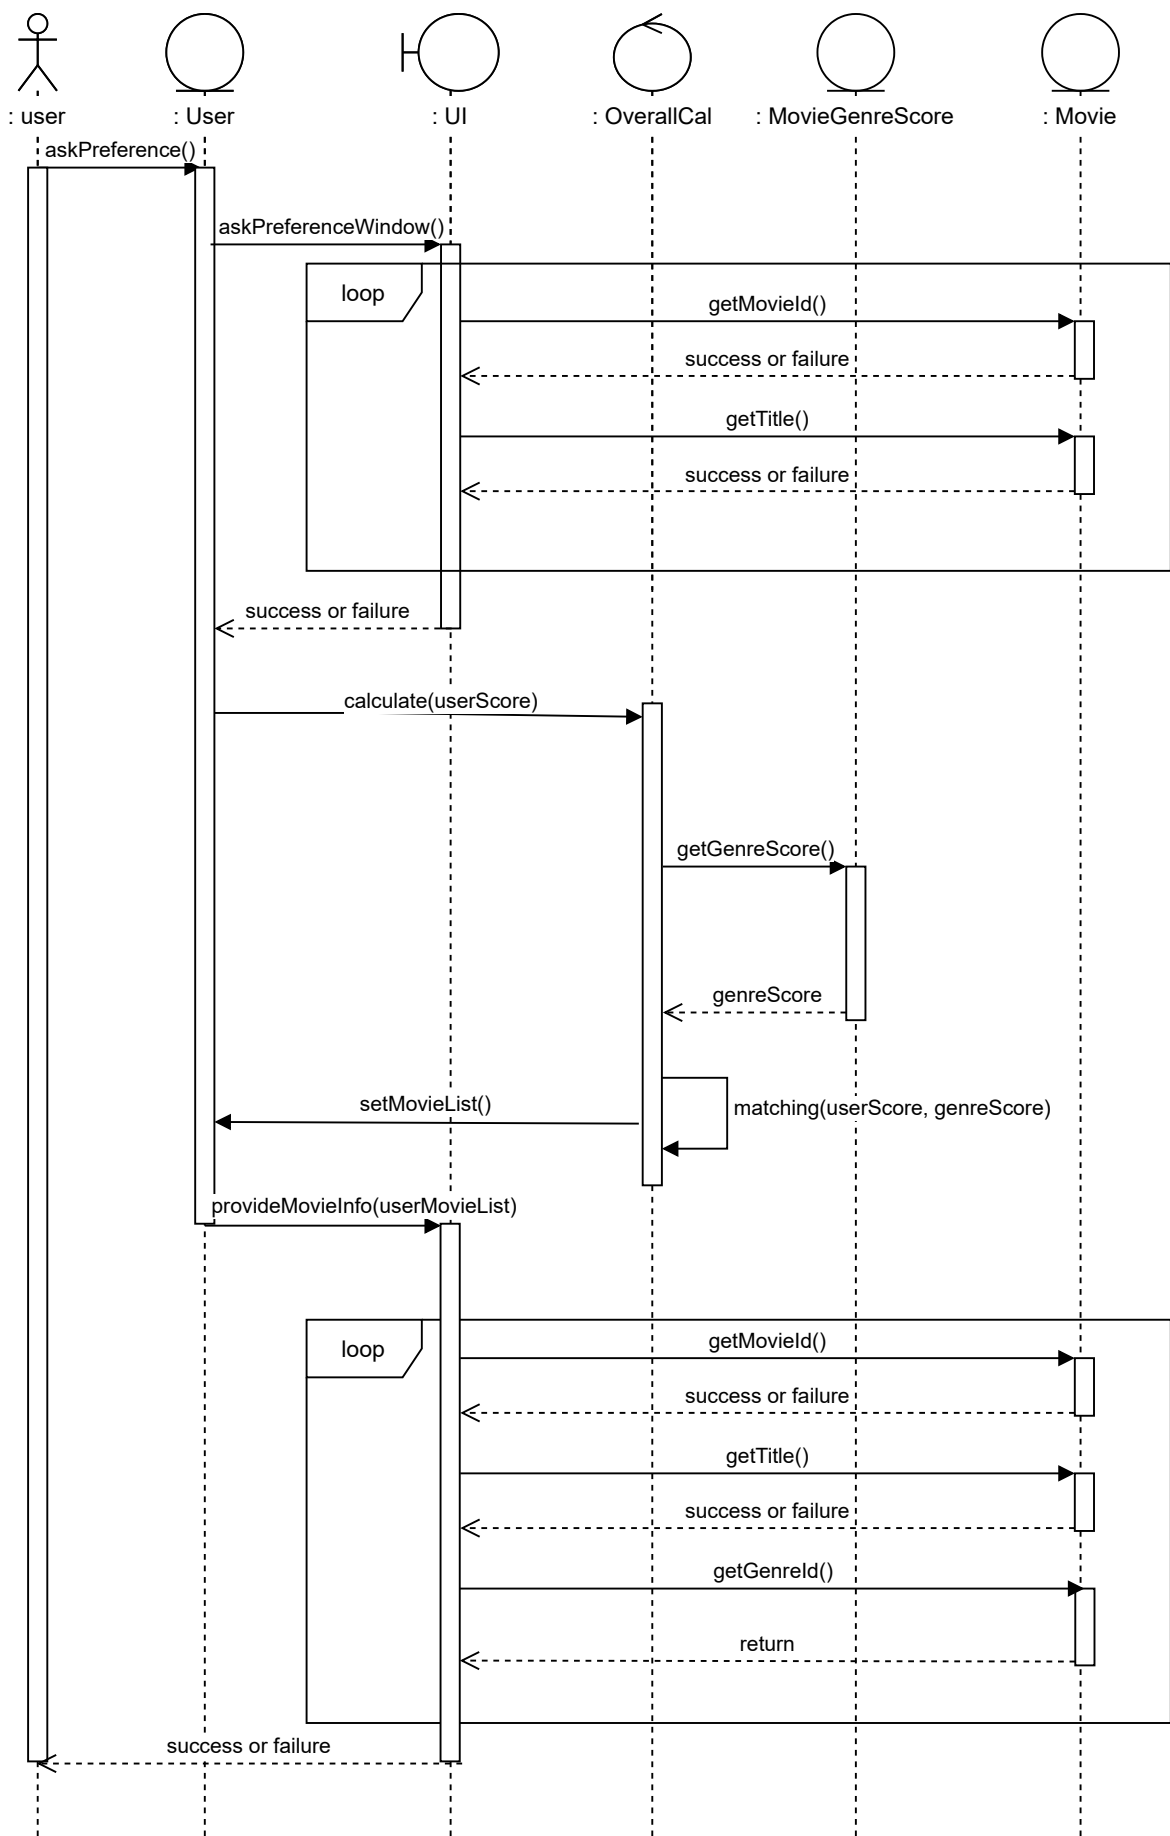 : user
: User
: UI
: OverallCal
: MovieGenreScore
: Movie
askPreference()
askPreferenceWindow()
loop
getMovieId()
success or failure
getTitle()
success or failure
success or failure
calculate(userScore)
getGenreScore()
genreScore
setMovieList()
matching(userScore, genreScore)
provideMovieInfo(userMovieList)
loop
getMovieId()
success or failure
getTitle()
success or failure
getGenreId()
return
success or failure